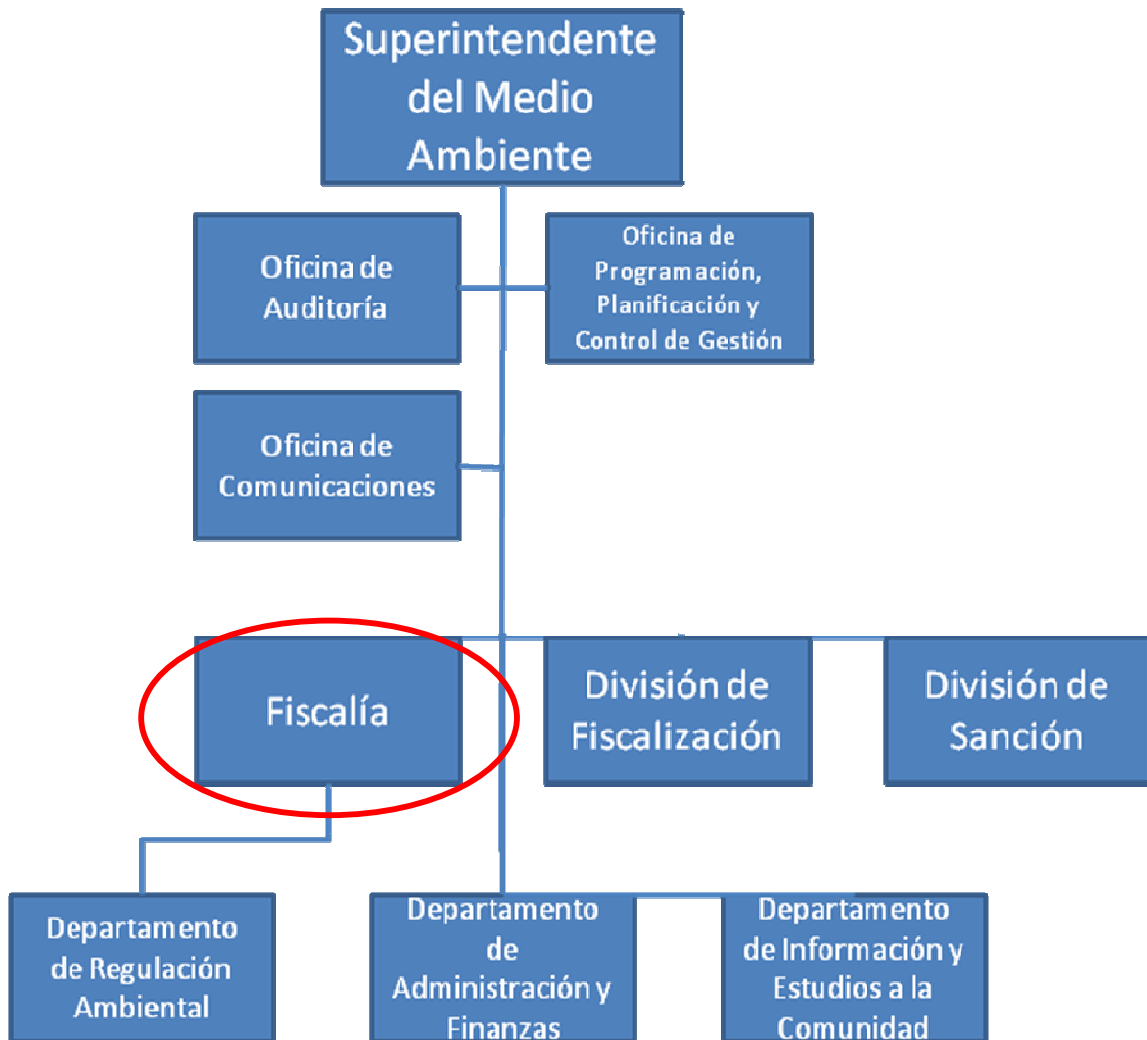 Superintendente
del Medio
Ambiente
Oficina de
Auditoría
Oficina de
Programación,
Planificación y
Control de Gestión
Oficina de
Comunicaciones
Fiscalía
División de
Fiscalización
División de
Sanción
Departamento
de Regulación
Ambiental
Departamento
de
Administración y
Finanzas
Departamento
de Información y
Estudios a la
Comunidad